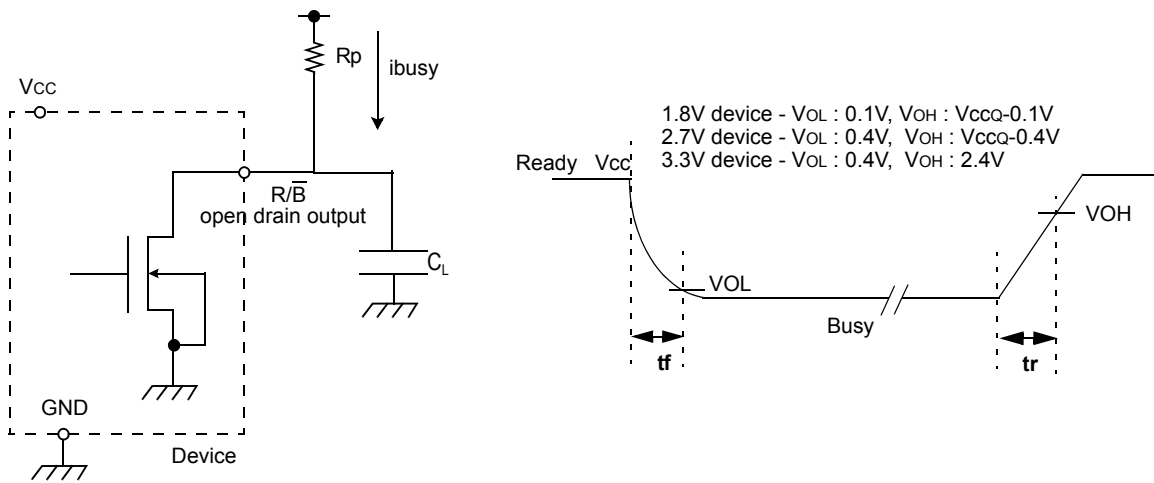 Rp
ibusy
VCC
R/B̅
open drain output
CL
GND
Device
1.8V device - VOL : 0.1V, VOH : VccQ-0.1V
2.7V device - VOL : 0.4V, VOH : VccQ-0.4V
3.3V device - VOL : 0.4V, VOH : 2.4V
Ready Vcc
VOH
VOL
Busy
tf
tr